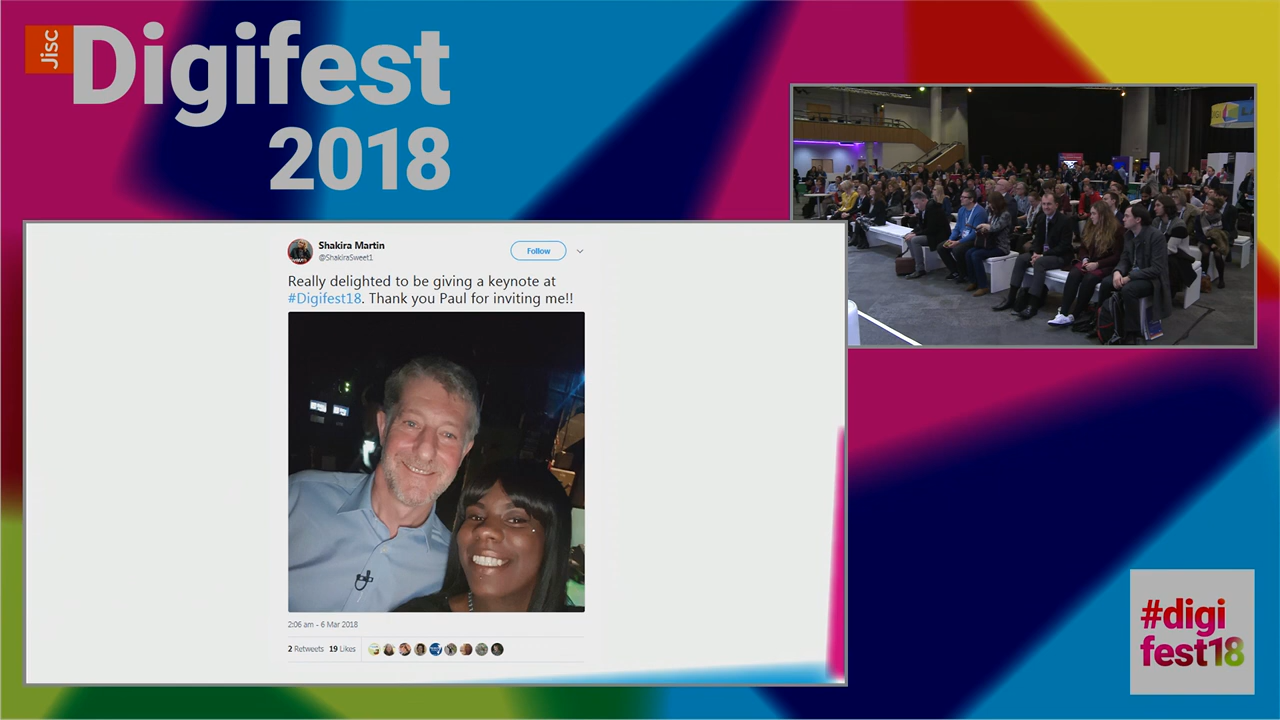 Jisc
Digifest
2018
Shakira Martin
@ShakiraSweet1
Follow
Really delighted to be giving a keynote at
#Digifest18. Thank you Paul for inviting me!!
2:06 am - 6 Mar 2018
2 Retweets 19 Likes
#digi
fest18